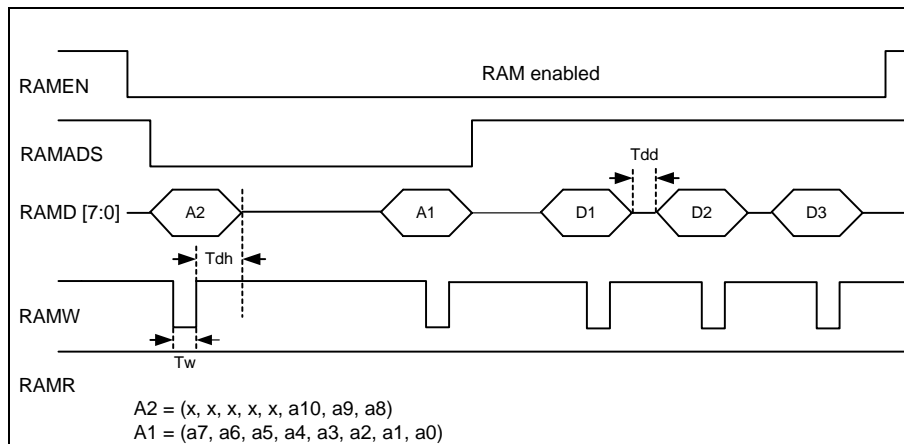 RAM enabled
RAMEN
RAMADS
Tdd
RAMD [7:0]
A2
A1
D1
D2
D3
Tdh
RAMW
Tw
RAMR
A2 = (x, x, x, x, x, a10, a9, a8)
A1 = (a7, a6, a5, a4, a3, a2, a1, a0)